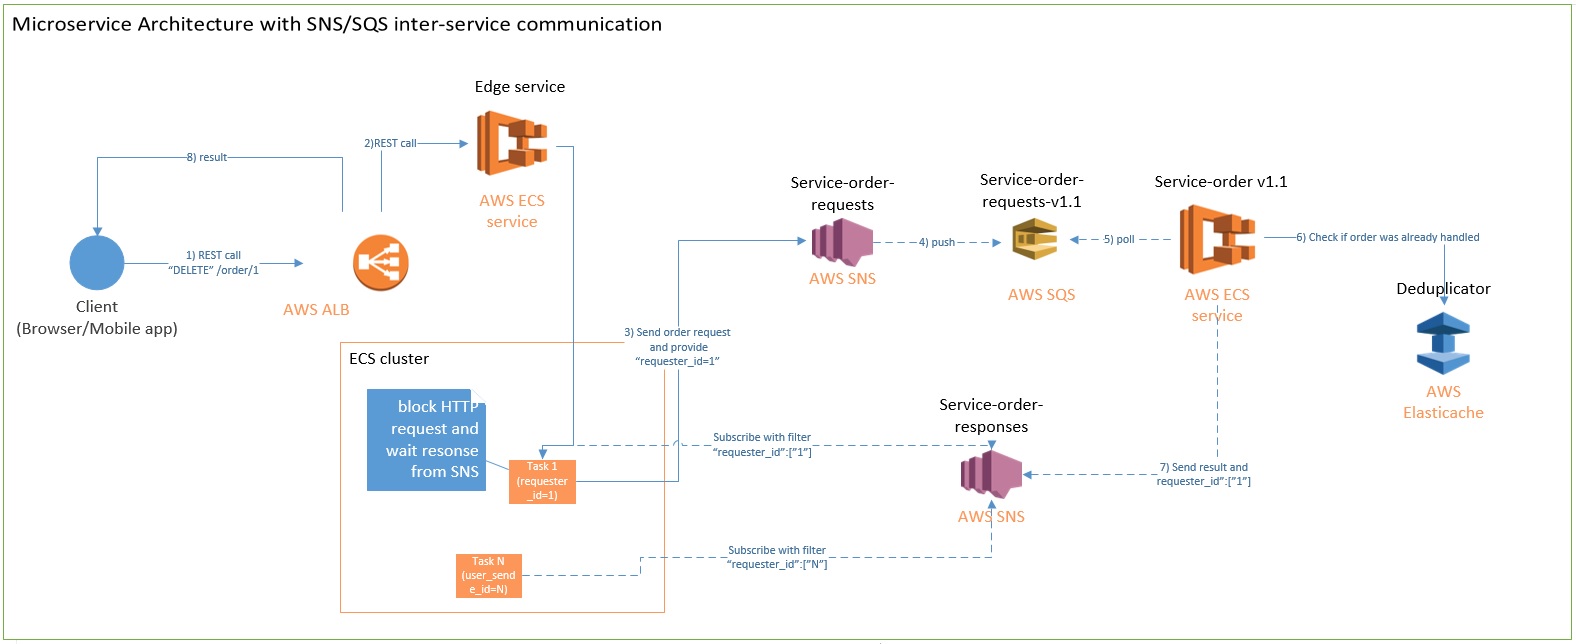 Microservice Architecture with SNS/SQS inter-service communication
Edge service
2)REST call
8) result
AWS ECS
service
1) REST call
“DELETE” /order/1
Client
(Browser/Mobile app)
AWS ALB
Service-order-
requests
4) push
AWS SNS
Service-order-
requests-v1.1
AWS SQS
5) poll
Service-order v1.1
AWS ECS
service
6) Check if order was already handled
Deduplicator
AWS
Elasticache
3) Send order request
and provide
“requester_id=1”
ECS cluster
block HTTP
request and
wait resonse
from SNS
Task 1
(requester
_id=1)
Subscribe with filter
“requester_id”:[”1”]
Service-order-
responses
AWS SNS
7) Send result and
requester_id”:[”1”]
Task N
(user_send
e_id=N)
Subscribe with filter
“requester_id”:[”N”]